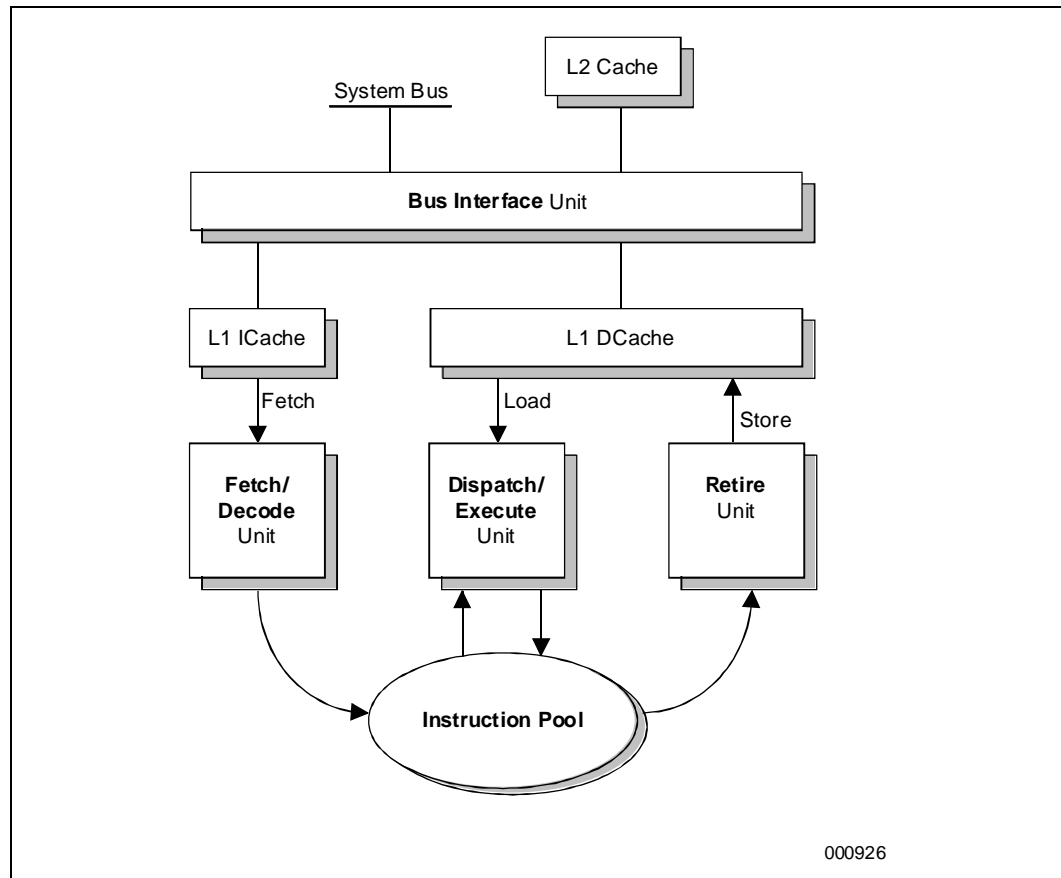 L2 Cache
System Bus
Bus Interface Unit
L1 ICache
L1 DCache
Fetch
Load
Store
Fetch/
Decode
Unit
Dispatch/
Execute
Unit
Retire
Unit
Instruction Pool
000926